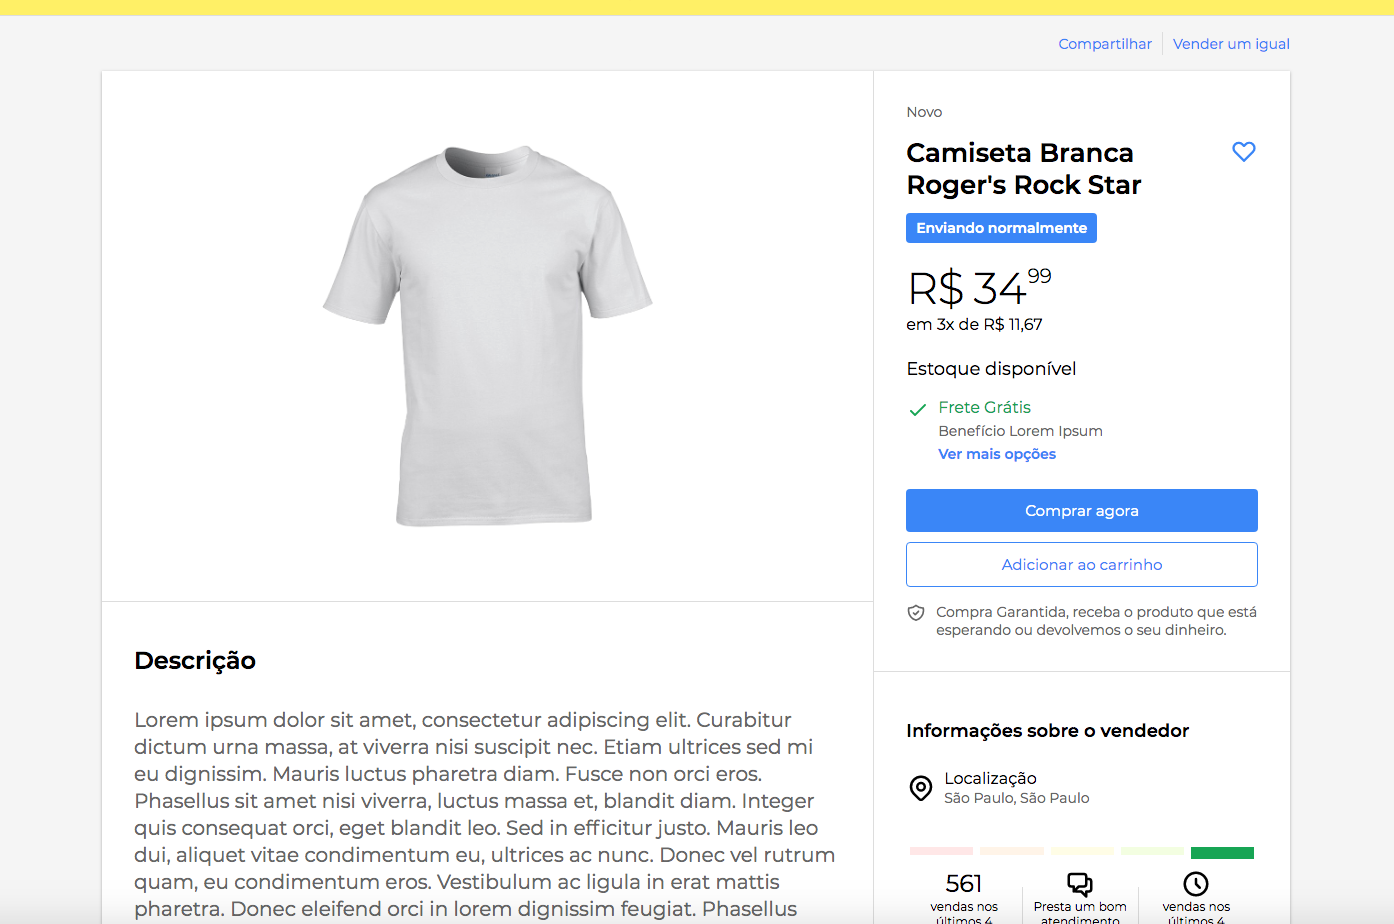 Compartilhar
Vender um igual
Novo
Camiseta Branca
Roger's Rock Star
Enviando normalmente
R$ 34 99
em 3x de R$ 11,67
Estoque disponível
Frete Grátis
Benefício Lorem Ipsum
Ver mais opções
Comprar agora
Adicionar ao carrinho
Compra Garantida, receba o produto que está
esperando ou devolvemos o seu dinheiro.
Descrição
Lorem ipsum dolor sit amet, consectetur adipiscing elit. Curabitur
dictum urna massa, at viverra nisi suscipit nec. Etiam ultrices sed mi
eu dignissim. Mauris luctus pharetra diam. Fusce non orci eros.
Phasellus sit amet nisi viverra, luctus massa et, blandit diam. Integer
quis consequat orci, eget blandit leo. Sed in efficitur justo. Mauris leo
dui, aliquet vitae condimentum eu, ultrices ac nunc. Donec vel rutrum
quam, eu condimentum eros. Vestibulum ac ligula in erat mattis
pharetra. Donec eleifend orci in lorem dignissim feugiat. Phasellus
Informações sobre o vendedor
Localização
São Paulo, São Paulo
561
vendas nos
últimos 4
Presta um bom
atendimento
vendas nos
últimos 4